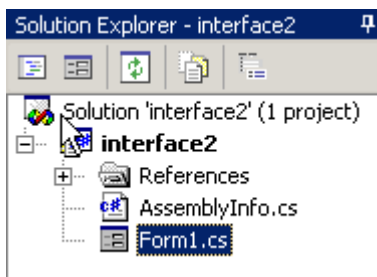 Solution Explorer - interface2
Solution 'interface2' (1 project)
interface2
References
AssemblyInfo.cs
Form1.cs